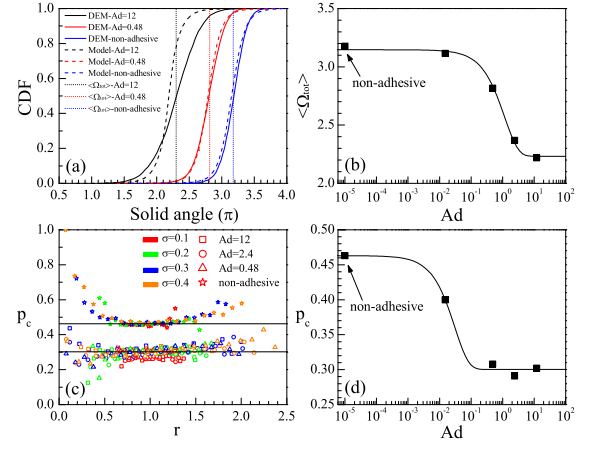 DEM-Ad=12
DEM-Ad=0.48
DEM-non-adhesive
Model-Ad=12
Model-Ad=0.48
Model-non-adhesive
<Ωtot>-Ad=12
<Ωtot>-Ad=0.48
<Ωtot>-non-adhesive
(a)
CDF
1.0
0.8
0.6
0.4
0.2
0.0
0.5 1.0 1.5 2.0 2.5 3.0 3.5 4.0
Solid angle (π)
<Ωtot>
3.5
3.0
2.5
2.0
non-adhesive
(b)
10⁻⁵ 10⁻⁴ 10⁻³ 10⁻² 10⁻¹ 10⁰ 10¹ 10²
Ad
σ=0.1 Ad=12
σ=0.2 Ad=2.4
σ=0.3 Ad=0.48
σ=0.4 non-adhesive
(c)
p_c
1.0
0.8
0.6
0.4
0.2
0.0
0.0 0.5 1.0 1.5 2.0 2.5
r
p_c
0.50
0.45
0.40
0.35
0.30
0.25
non-adhesive
(d)
10⁻⁵ 10⁻⁴ 10⁻³ 10⁻² 10⁻¹ 10⁰ 10¹ 10²
Ad